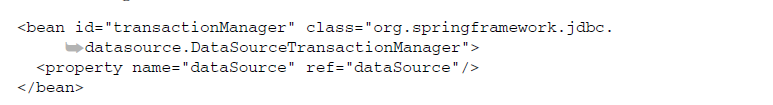 <bean id="transactionManager" class="org.springframework.jdbc.
➥datasource.DataSourceTransactionManager">
<property name="dataSource" ref="dataSource"/>
</bean>